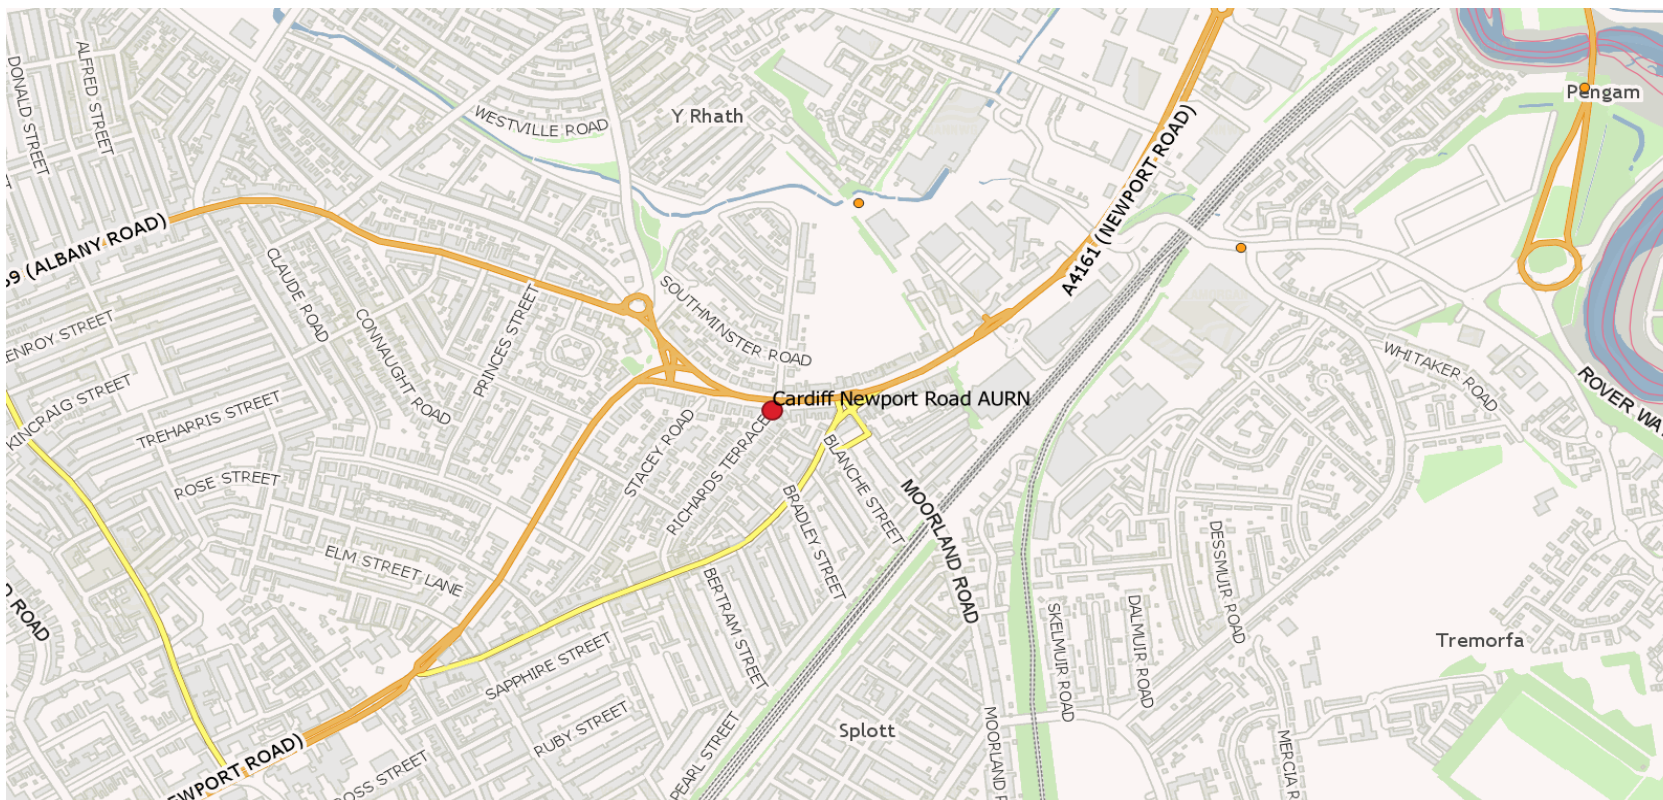 DONALD STREET
ALFRED STREET
WESTVILLE ROAD
Y Rhath
Pengam
A4161 (NEWPORT ROAD)
39 (ALBANY ROAD)
CLAUDE ROAD
CONNAUGHT ROAD
PRINCES STREET
SOUTHMINSTER ROAD
ENROY STREET
KINCRAIG STREET
TREHARRIS STREET
ROSE STREET
ELM STREET LANE
D ROAD
STACEY ROAD
RICHARDS TERRACE
Cardiff Newport Road AURN
BLANCHE STREET
BRADLEY STREET
BERTRAM STREET
MOORLAND ROAD
WHITAKER ROAD
ROVER WA
SAPPHIRE STREET
RUBY STREET
PEARL STREET
OSS STREET
EWPORT ROAD)
Splott
MOORLAND R
SKELMUIR ROAD
DALMUIR ROAD
DESSMUIR ROAD
MERCIA R
Tremorfa